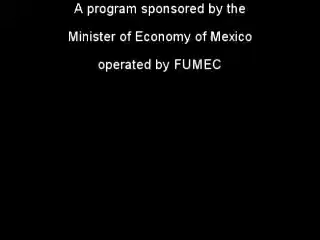 A program sponsored by the
Minister of Economy of Mexico
operated by FUMEC